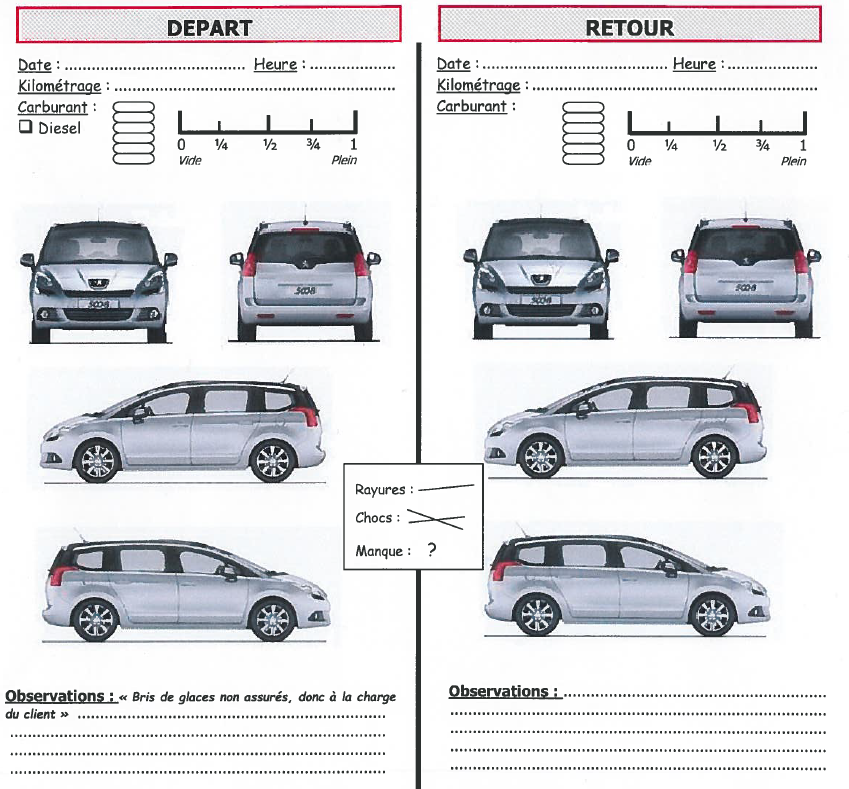 DEPART
Date : .......................................... Heure : ....................
Kilométrage : .................................................................
Carburant :
❑ Diesel
0 ¼ ½ ¾ 1
Vide Plein
5008
Observations : « Bris de glaces non assurés, donc à la charge
du client » ......................................................................
.....................................................................................
.....................................................................................
.....................................................................................
Rayures :
Chocs :
Manque : ?
RETOUR
Date : .......................................... Heure : ....................
Kilométrage : .................................................................
Carburant :
0 ¼ ½ ¾ 1
Vide Plein
5008
Observations : ............................................................
.....................................................................................
.....................................................................................
.....................................................................................
.....................................................................................